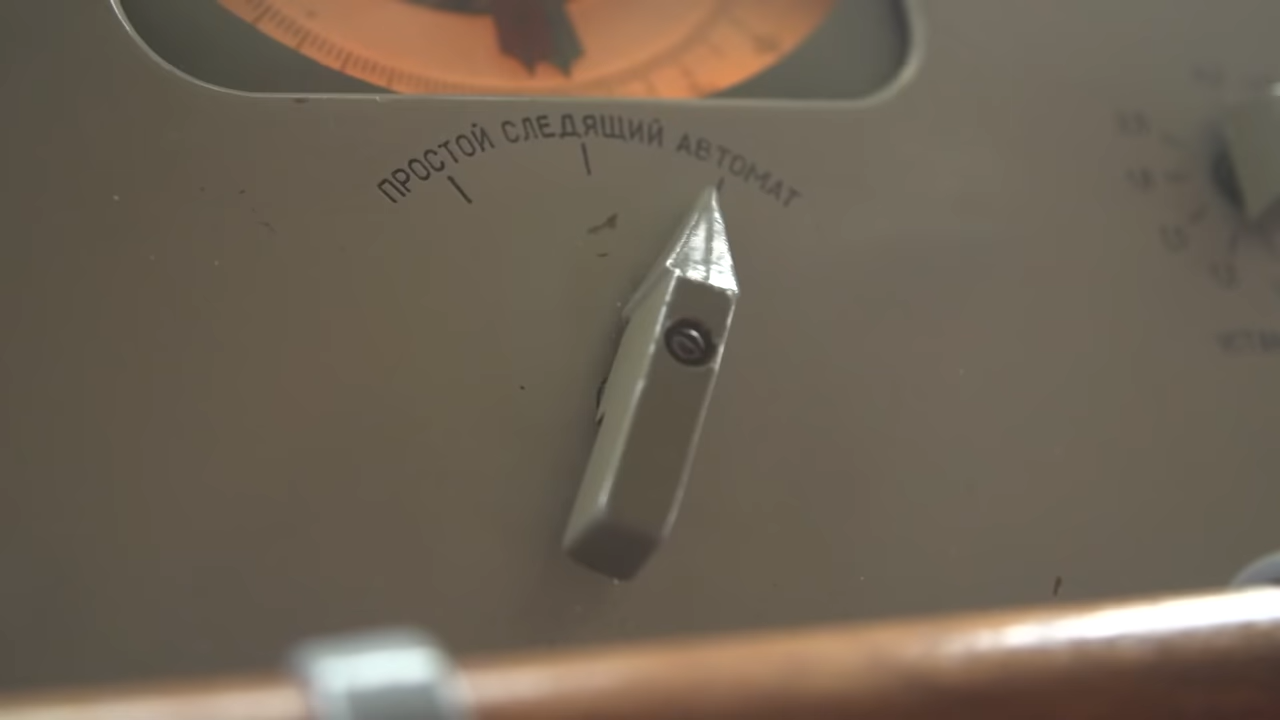 ПРОСТОЙ СЛЕДЯЩИЙ АВТОМАТ